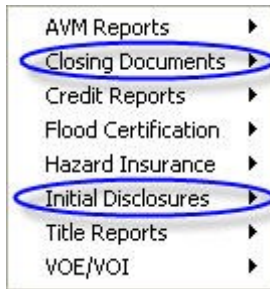 AVM Reports
Closing Documents
Credit Reports
Flood Certification
Hazard Insurance
Initial Disclosures
Title Reports
VOE/VOI